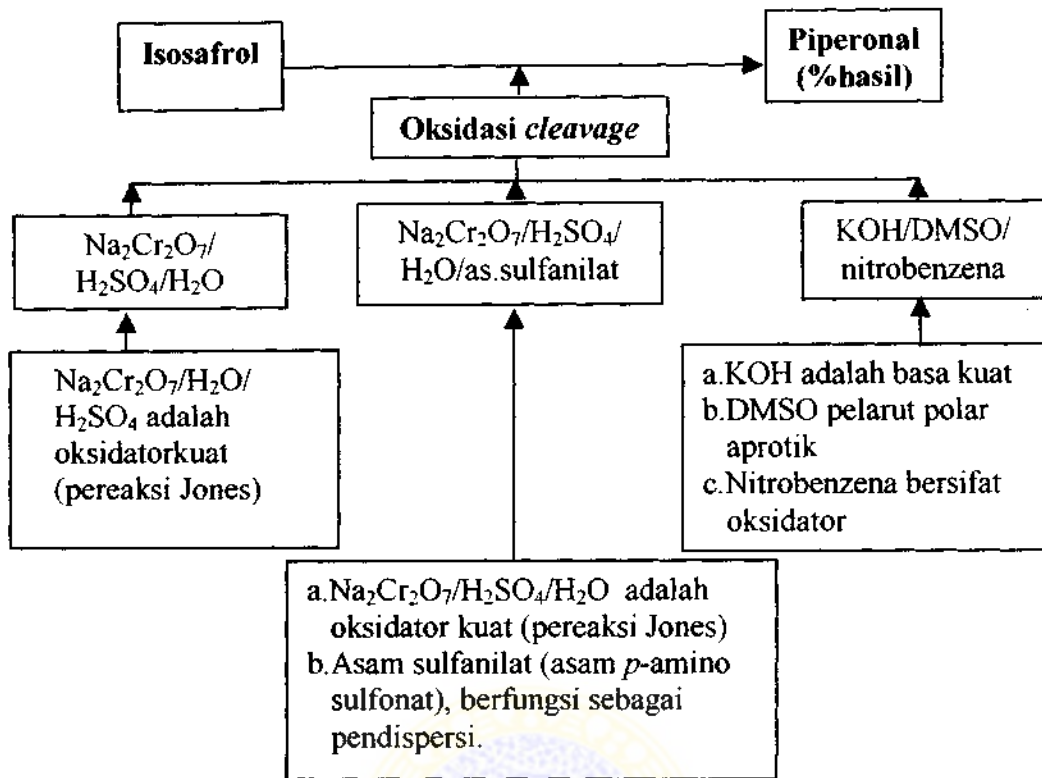 Isosafrol
Piperonal
(%hasil)
Oksidasi cleavage
Na₂Cr₂O₇/
H₂SO₄/H₂O
Na₂Cr₂O₇/H₂SO₄/
H₂O/as.sulfanilat
KOH/DMSO/
nitrobenzena
Na₂Cr₂O₇/H₂O/
H₂SO₄ adalah
oksidatorkuat
(pereaksi Jones)
a.KOH adalah basa kuat
b.DMSO pelarut polar
aprotik
c.Nitrobenzena bersifat
oksidator
a.Na₂Cr₂O₇/H₂SO₄/H₂O adalah
oksidator kuat (pereaksi Jones)
b.Asam sulfanilat (asam p-amino
sulfonat), berfungsi sebagai
pendispersi.